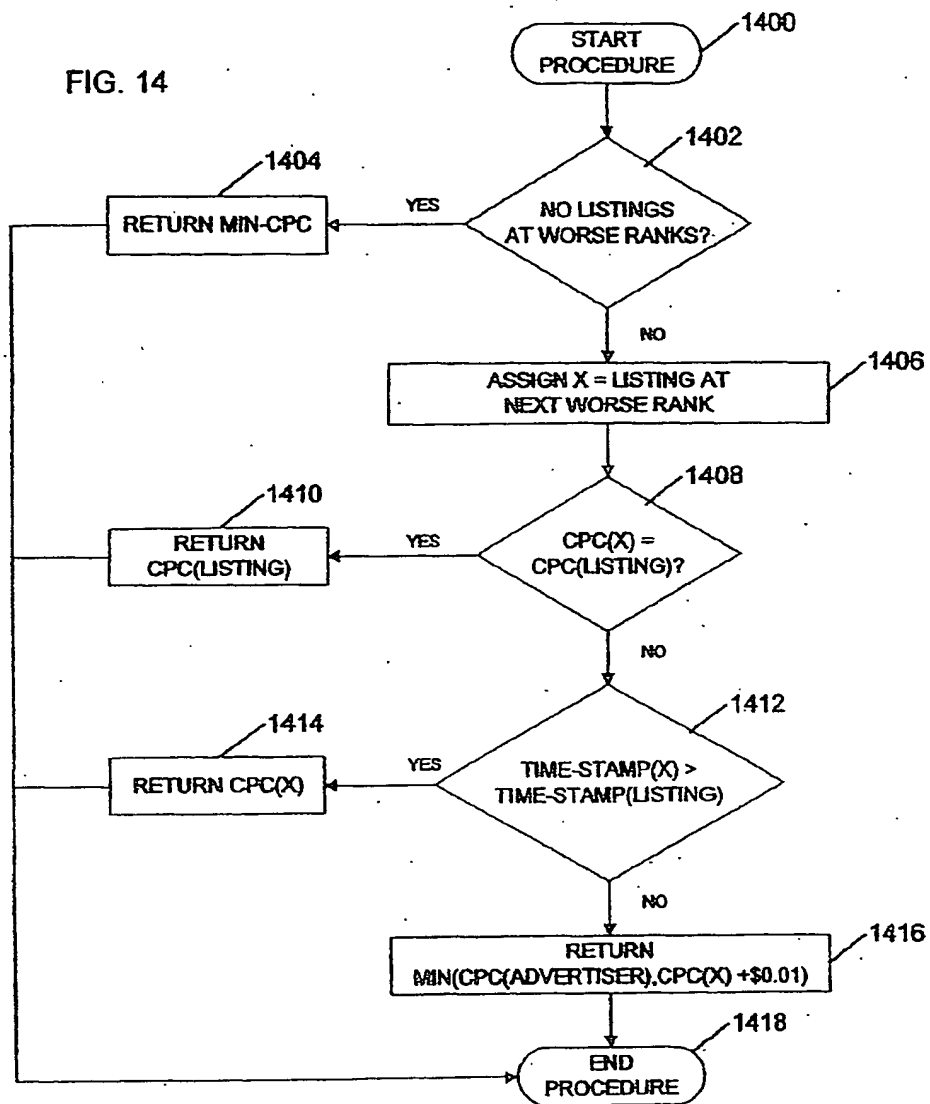 FIG. 14
START
PROCEDURE
1400
1402
NO LISTINGS
AT WORSE RANKS?
YES
1404
RETURN MIN-CPC
NO
1406
ASSIGN X = LISTING AT
NEXT WORSE RANK
1408
CPC(X) =
CPC(LISTING)?
YES
1410
RETURN
CPC(LISTING)
NO
1412
TIME-STAMP(X) >
TIME-STAMP(LISTING)
YES
1414
RETURN CPC(X)
NO
1416
RETURN
MIN(CPC(ADVERTISER),CPC(X) +$0.01)
1418
END
PROCEDURE